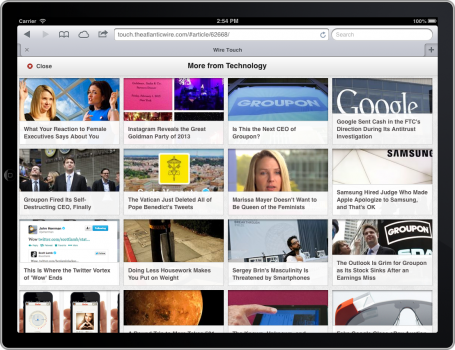 Carrier
2:54 PM
100%
touch.theatlanticwire.com/#article/62668/
Search
Wire Touch
Close
More from Technology
GROUPON
Google
What Your Reaction to Female
Executives Says About You
Instagram Reveals the Great
Goldman Party of 2013
Is This the Next CEO of
Groupon?
Google Sent Cash in the FTC's
Direction During Its Antitrust
Investigation
SAMSUNG
Groupon Fired Its Self-
Destructing CEO, Finally
The Vatican Just Deleted All of
Pope Benedict's Tweets
Marissa Mayer Doesn't Want to
Be Queen of the Feminists
Samsung Hired Judge Who Made
Apple Apologize to Samsung,
and That's OK
GROUPON
This Is Where the Twitter Vortex
of 'Wow' Ends
Doing Less Housework Makes
You Put on Weight
Sergey Brin's Masculinity is
Threatened by Smartphones
The Outlook Is Grim for Groupon
as Its Stock Sinks After an
Earnings Miss